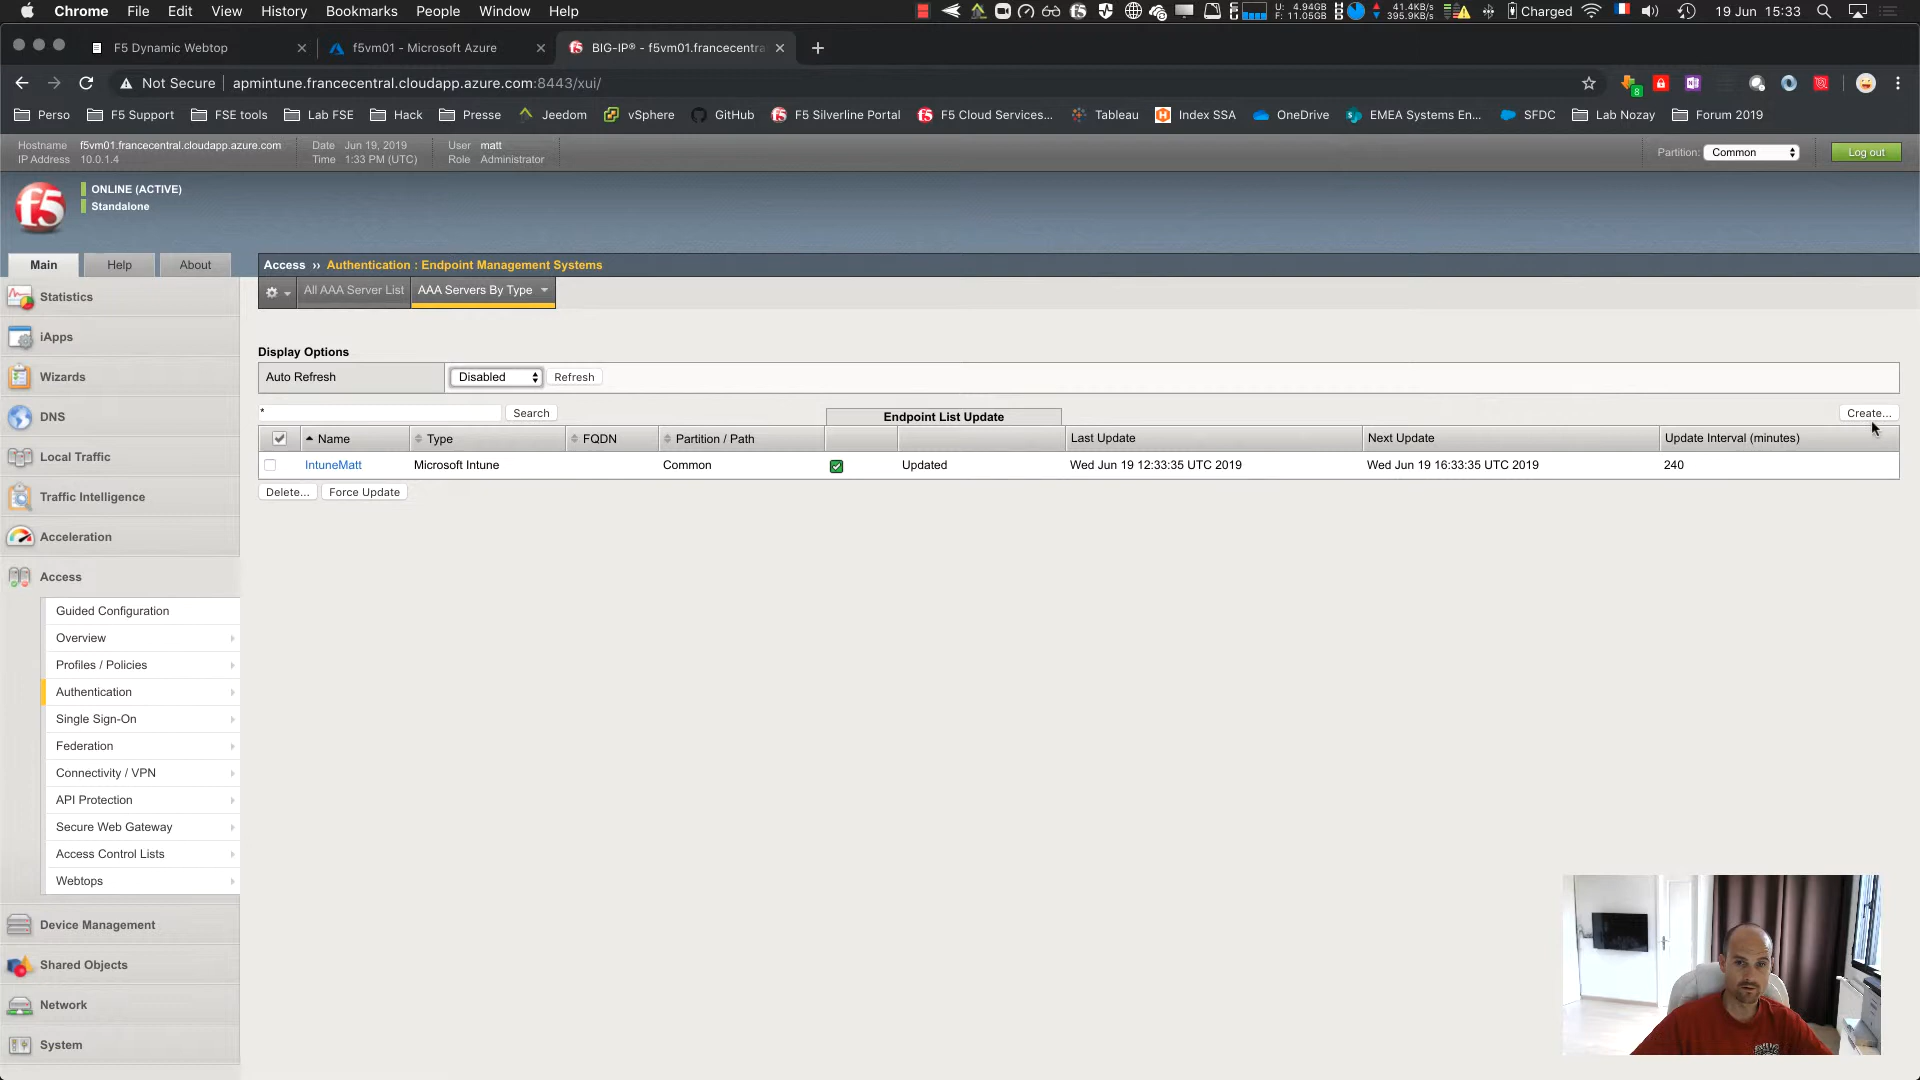 Chrome File Edit View History Bookmarks People Window Help
U: 4.94GB F: 11.05GB 41.4KB/s 395.9KB/s Charged 19 Jun 15:33
F5 Dynamic Webtop f5vm01 - Microsoft Azure BIG-IP® - f5vm01.francecentra
Not Secure apmintune.francecentral.cloudapp.azure.com:8443/xui/
8
Perso F5 Support FSE tools Lab FSE Hack Presse Jeedom vSphere GitHub F5 Silverline Portal F5 Cloud Services... Tableau Index SSA OneDrive EMEA Systems En... SFDC Lab Nozay Forum 2019
Hostname f5vm01.francecentral.cloudapp.azure.com Date Jun 19, 2019 User matt
IP Address 10.0.1.4 Time 1:33 PM (UTC) Role Administrator
Partition: Common Log out
f5
ONLINE (ACTIVE)
Standalone
Main Help About
Access ›› Authentication : Endpoint Management Systems
All AAA Server List AAA Servers By Type
Display Options
Auto Refresh Disabled Refresh
* Search Endpoint List Update Create...
Name Type FQDN Partition / Path Last Update Next Update Update Interval (minutes)
IntuneMatt Microsoft Intune Common Updated Wed Jun 19 12:33:35 UTC 2019 Wed Jun 19 16:33:35 UTC 2019 240
Delete... Force Update
Statistics
iApps
Wizards
DNS
Local Traffic
Traffic Intelligence
Acceleration
Access
Guided Configuration
Overview
Profiles / Policies
Authentication
Single Sign-On
Federation
Connectivity / VPN
API Protection
Secure Web Gateway
Access Control Lists
Webtops
Device Management
Shared Objects
Network
System